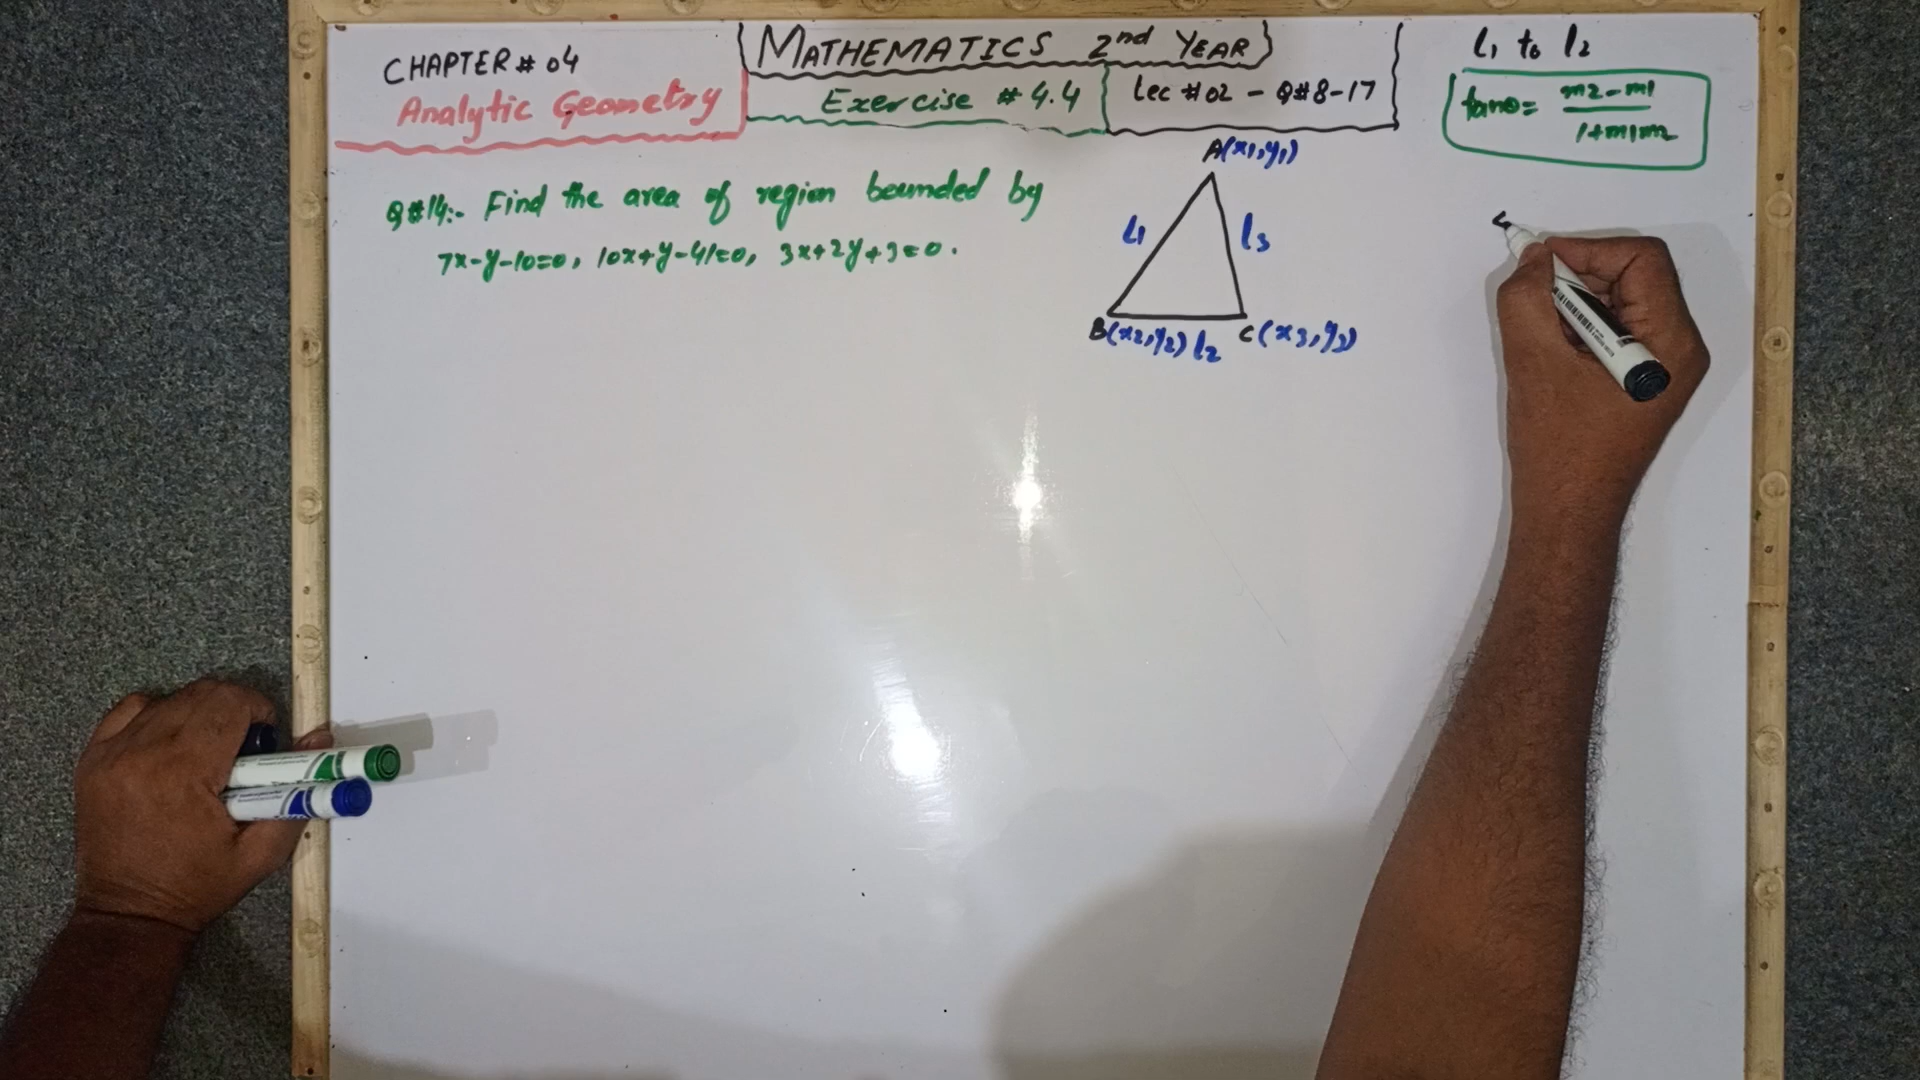 CHAPTER # 04
Analytic Geometry
MATHEMATICS 2nd YEAR
Exercise # 4.4
Lec # 02 - Q#8-17
l1 to l2
tanθ = m2-m1
1+m1m2
Q#14:- Find the area of region bounded by
7x-y-10=0, 10x+y-41=0, 3x+2y+3=0.
A(x1,y1)
l1
l3
B(x2,y2) l2 C(x3,y3)